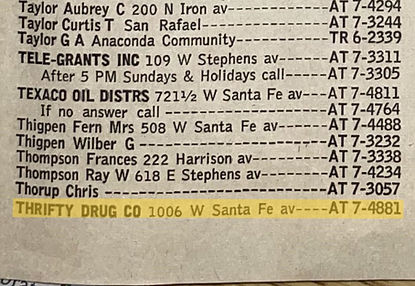 Taylor Aubrey C 200 N Iron av------------AT 7-4294
Taylor Curtis T San Rafael----------------AT 7-3244
Taylor G A Anaconda Community---------TR 6-2339
TELE-GRANTS INC 109 W Stephens av----AT 7-3311
After 5 PM Sundays & Holidays call-----AT 7-3305
TEXACO OIL DISTRS 721½ W Santa Fe av--AT 7-4811
If no answer call ----------------------AT 7-4764
Thigpen Fern Mrs 508 W Santa Fe av-----AT 7-4488
Thigpen Wilber G -----------------------AT 7-3232
Thompson Frances 222 Harrison av--------AT 7-3338
Thompson Ray W 618 E Stephens av------AT 7-4234
Thorup Chris ----------------------------AT 7-3057
THRIFTY DRUG CO 1006 W Santa Fe av----AT 7-4881